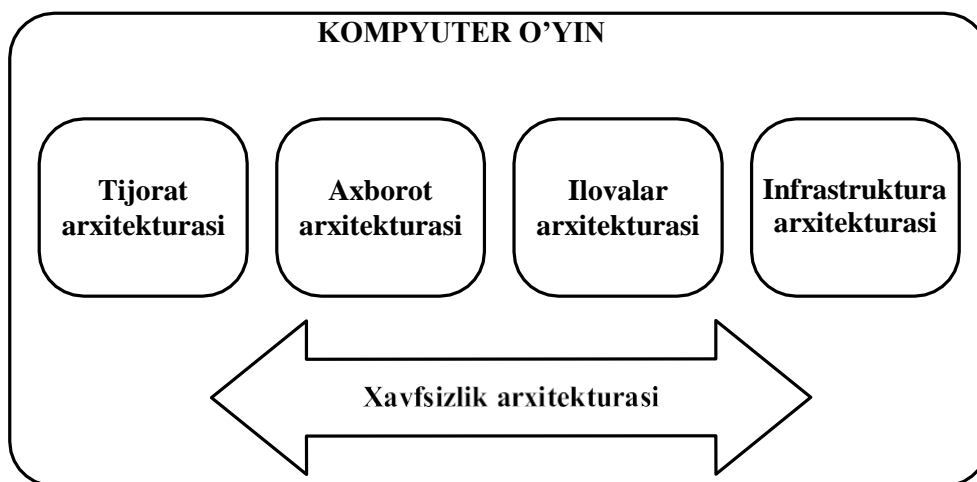 KOMPYUTER O’YIN
Tijorat
arxitekturasi
Axborot
arxitekturasi
Ilovalar
arxitekturasi
Infrastruktura
arxitekturasi
Xavfsizlik arxitekturasi